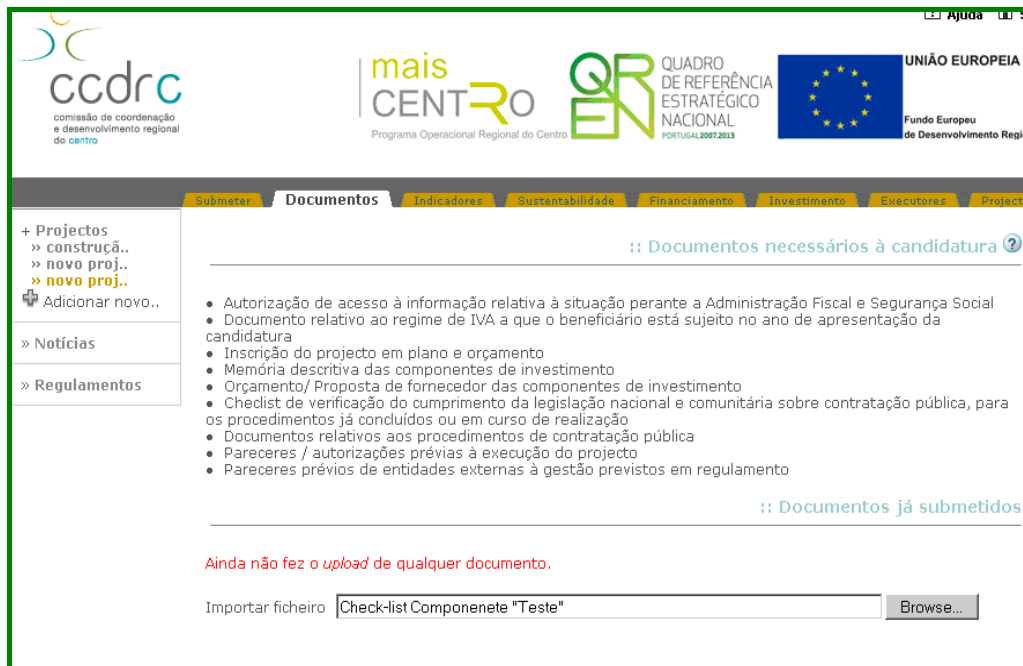 Ajuda
ccdrc
comissão de coordenação
e desenvolvimento regional
do centro
mais
CENTRO
Programa Operacional Regional do Centro
QREN
QUADRO
DE REFERÊNCIA
ESTRATÉGICO
NACIONAL
PORTUGAL2007.2013
UNIÃO EUROPEIA
Fundo Europeu
de Desenvolvimento Regi
Submeter Documentos Indicadores Sustentabilidade Financiamento Investimento Executores Project
+ Projectos
» construçã..
» novo proj..
» novo proj..
Adicionar novo..
» Notícias
» Regulamentos
:: Documentos necessários à candidatura ?
● Autorização de acesso à informação relativa à situação perante a Administração Fiscal e Segurança Social
● Documento relativo ao regime de IVA a que o beneficiário está sujeito no ano de apresentação da
candidatura
● Inscrição do projecto em plano e orçamento
● Memória descritiva das componentes de investimento
● Orçamento/ Proposta de fornecedor das componentes de investimento
● Checlist de verificação do cumprimento da legislação nacional e comunitária sobre contratação pública, para
os procedimentos já concluídos ou em curso de realização
● Documentos relativos aos procedimentos de contratação pública
● Pareceres / autorizações prévias à execução do projecto
● Pareceres prévios de entidades externas à gestão previstos em regulamento
:: Documentos já submetidos
Ainda não fez o upload de qualquer documento.
Importar ficheiro Check-list Componenete "Teste" Browse...